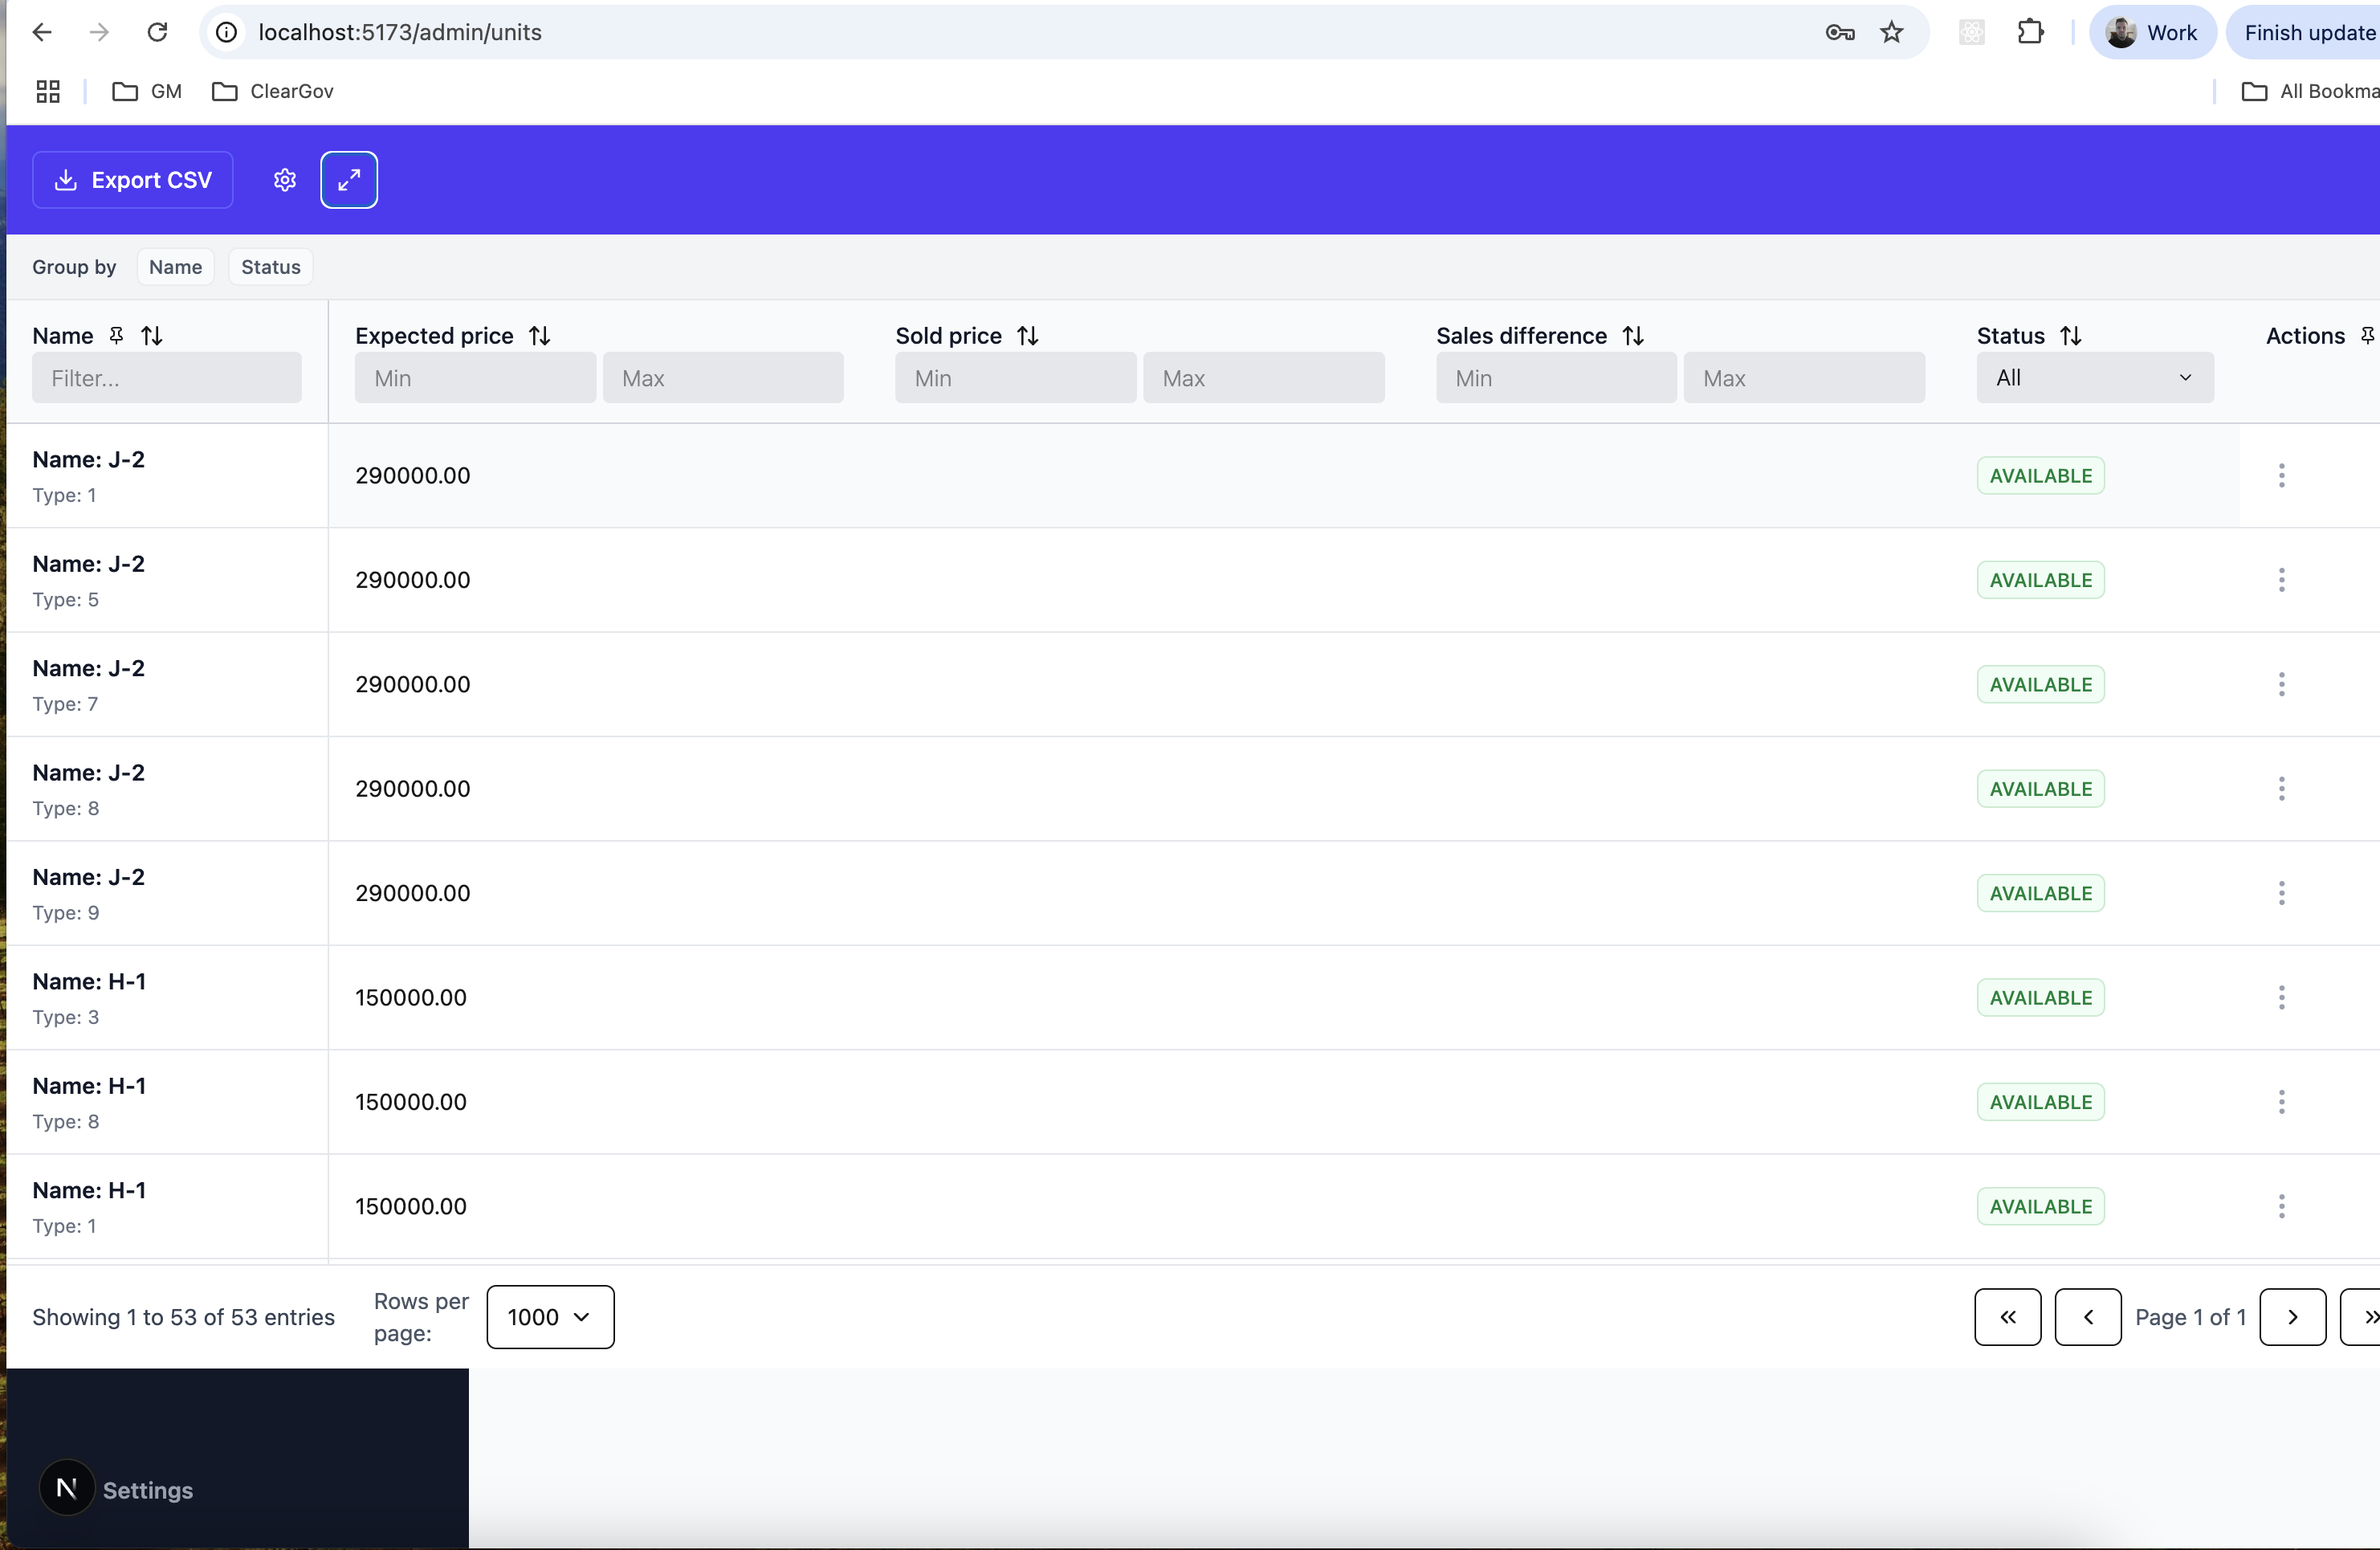 localhost:5173/admin/units
Work
Finish update
GM
ClearGov
All Bookma
Export CSV
Group by Name Status
Name Expected price Sold price Sales difference Status Actions
Filter... Min Max Min Max Min Max All
Name: J-2
Type: 1
290000.00
AVAILABLE
Name: J-2
Type: 5
290000.00
AVAILABLE
Name: J-2
Type: 7
290000.00
AVAILABLE
Name: J-2
Type: 8
290000.00
AVAILABLE
Name: J-2
Type: 9
290000.00
AVAILABLE
Name: H-1
Type: 3
150000.00
AVAILABLE
Name: H-1
Type: 8
150000.00
AVAILABLE
Name: H-1
Type: 1
150000.00
AVAILABLE
Showing 1 to 53 of 53 entries
Rows per
page:
1000
Page 1 of 1
N
Settings